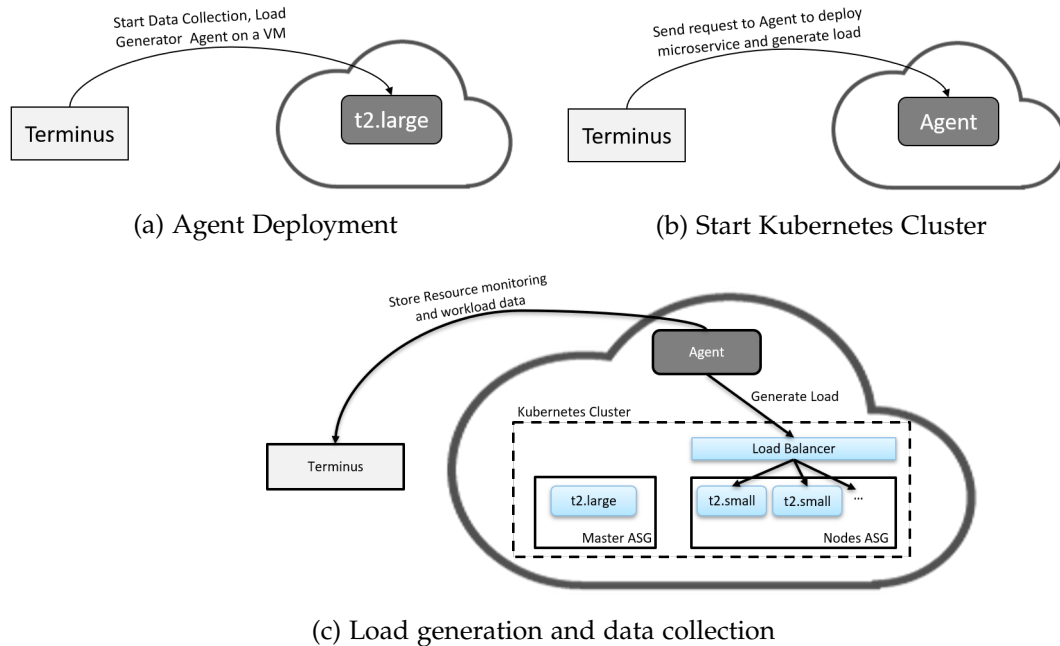 Start Data Collection, Load
Generator Agent on a VM
Terminus
t2.large
(a) Agent Deployment
Send request to Agent to deploy
microservice and generate load
Terminus
Agent
(b) Start Kubernetes Cluster
Store Resource monitoring
and workload data
Agent
Generate Load
Kubernetes Cluster
Load Balancer
Terminus
t2.large
Master ASG
t2.small
t2.small
...
Nodes ASG
(c) Load generation and data collection